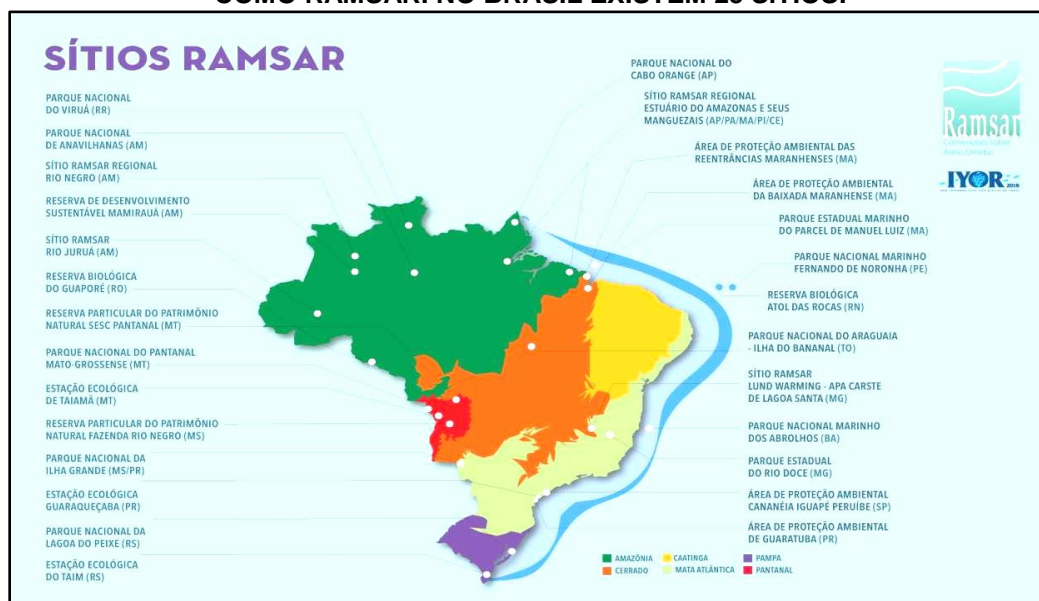 SÍTIOS RAMSAR
PARQUE NACIONAL
DO VIRUÁ (RR)
PARQUE NACIONAL
DE ANAVILHANAS (AM)
SÍTIO RAMSAR REGIONAL
RIO NEGRO (AM)
RESERVA DE DESENVOLVIMENTO
SUSTENTÁVEL MAMIRAUÁ (AM)
SÍTIO RAMSAR
RIO JURUÁ (AM)
RESERVA BIOLÓGICA
DO GUAPORÉ (RO)
RESERVA PARTICULAR DO PATRIMÔNIO
NATURAL SESC PANTANAL (MT)
PARQUE NACIONAL DO PANTANAL
MATO-GROSSENSE (MT)
ESTAÇÃO ECOLÓGICA
DE TAIAMÃ (MT)
RESERVA PARTICULAR DO PATRIMÔNIO
NATURAL FAZENDA RIO NEGRO (MS)
PARQUE NACIONAL DA
ILHA GRANDE (MS/PR)
ESTAÇÃO ECOLÓGICA
GUARAQUEÇABA (PR)
PARQUE NACIONAL DA
LAGOA DO PEIXE (RS)
ESTAÇÃO ECOLÓGICA
DO TAIM (RS)
PARQUE NACIONAL DO
CABO ORANGE (AP)
SÍTIO RAMSAR REGIONAL
ESTUÁRIO DO AMAZONAS E SEUS
MANGUEZAIS (AP/PA/MA/PI/CE)
ÁREA DE PROTEÇÃO AMBIENTAL DAS
REENTRÂNCIAS MARANHENSES (MA)
ÁREA DE PROTEÇÃO AMBIENTAL
DA BAIXADA MARANHENSE (MA)
PARQUE ESTADUAL MARINHO
DO PARCEL DE MANUEL LUIZ (MA)
PARQUE NACIONAL MARINHO
FERNANDO DE NORONHA (PE)
RESERVA BIOLÓGICA
ATOL DAS ROCAS (RN)
PARQUE NACIONAL DO ARAGUAIA
- ILHA DO BANANAL (TO)
SÍTIO RAMSAR
LUND WARMING - APA CARSTE
DE LAGOA SANTA (MG)
PARQUE NACIONAL MARINHO
DOS ABROLHOS (BA)
PARQUE ESTADUAL
DO RIO DOCE (MG)
ÁREA DE PROTEÇÃO AMBIENTAL
CANANÉIA IGUAPÉ PERUÍBE (SP)
ÁREA DE PROTEÇÃO AMBIENTAL
DE GUARATUBA (PR)
AMAZÔNIA CAATINGA PAMPA
CERRADO MATA ATLÂNTICA PANTANAL
Ramsar
IYOR 2018